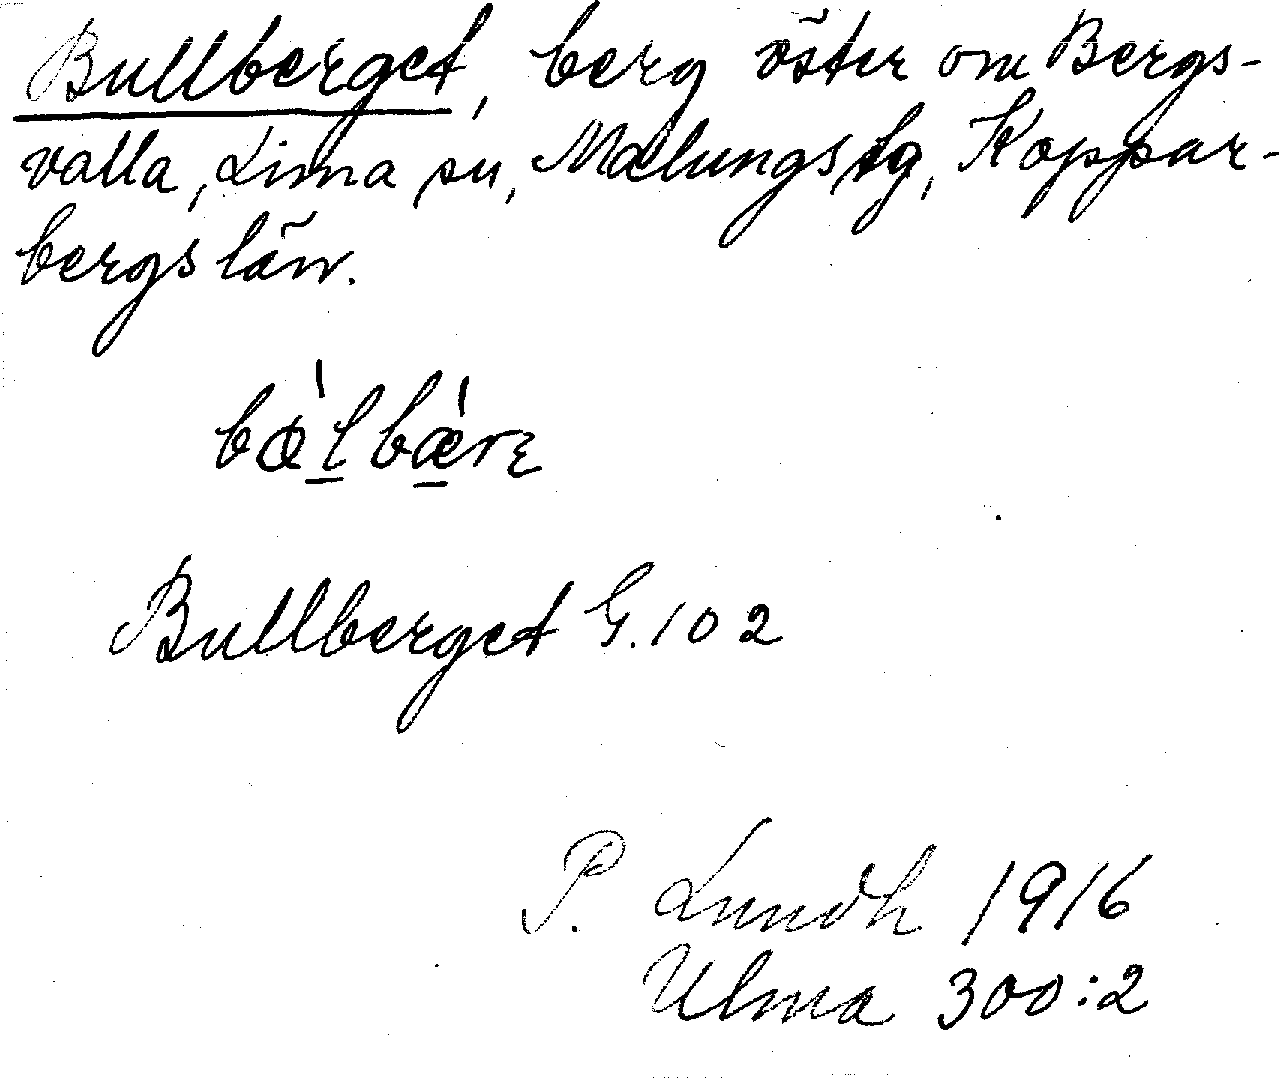 Bullberget, berg öster om Bergs-
valla, Lima sn, Malungs tg, Koppar-
bergs län.
Bullberget G.102
P. Lundh 1916
Ulma 300:2